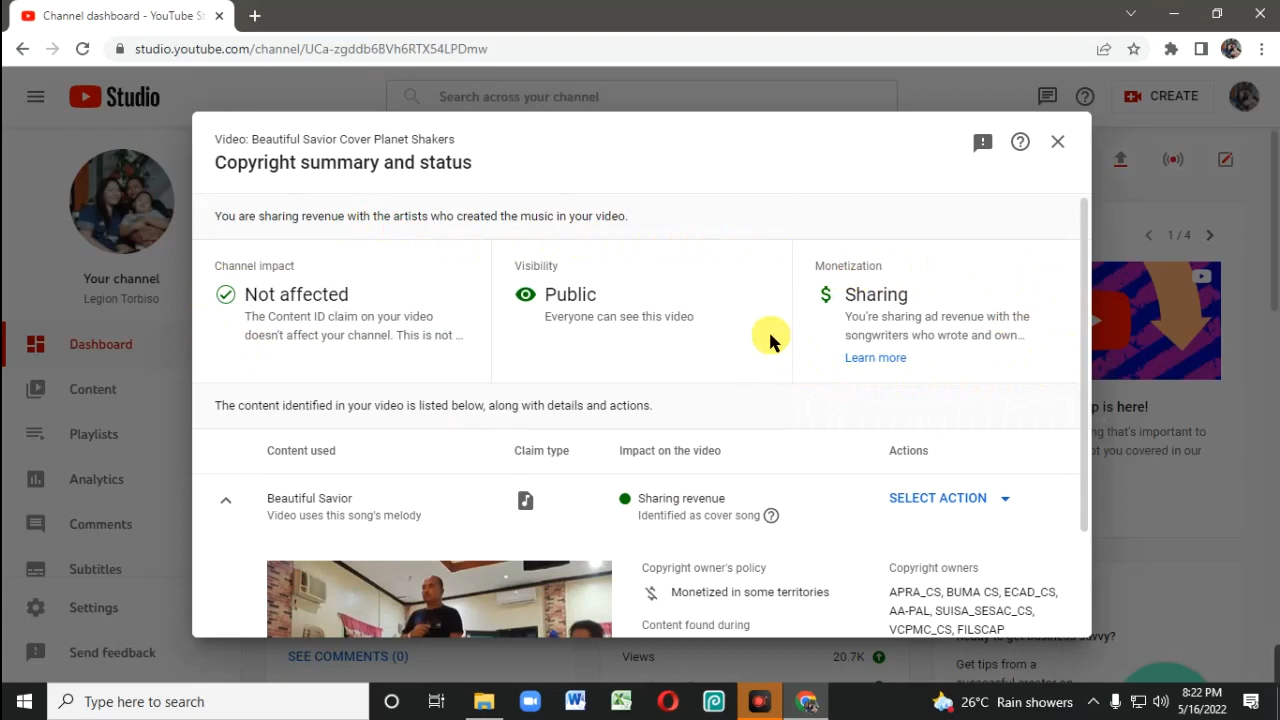 Channel dashboard - YouTube St
studio.youtube.com/channel/UCa-zgddb6BVh6RTX54LPDmw
Studio
Search across your channel
CREATE
Video: Beautiful Savior Cover Planet Shakers
Copyright summary and status
You are sharing revenue with the artists who created the music in your video.
Channel impact
Not affected
The Content ID claim on your video
doesn't affect your channel. This is not ...
Visibility
Public
Everyone can see this video
Monetization
Sharing
You're sharing ad revenue with the
songwriters who wrote and own...
Learn more
The content identified in your video is listed below, along with details and actions.
Content used
Claim type
Impact on the video
Actions
Beautiful Savior
Video uses this song's melody
Sharing revenue
Identified as cover song
SELECT ACTION
Copyright owner's policy
Monetized in some territories
Content found during
Copyright owners
APRA_CS, BUMA CS, ECAD_CS,
AA-PAL, SUISA_SESAC_CS,
VCPMC_CS, FILSCAP
Your channel
Legion Torbiso
Dashboard
Content
Playlists
Analytics
Comments
Subtitles
Settings
Send feedback
1 / 4
p is here!
ng that's important to
ot you covered in our
Ready to get business savvy?
Get tips from a
successful creator on
SEE COMMENTS (0)
Views
20.7K
Type here to search
26°C Rain showers
8:22 PM
5/16/2022